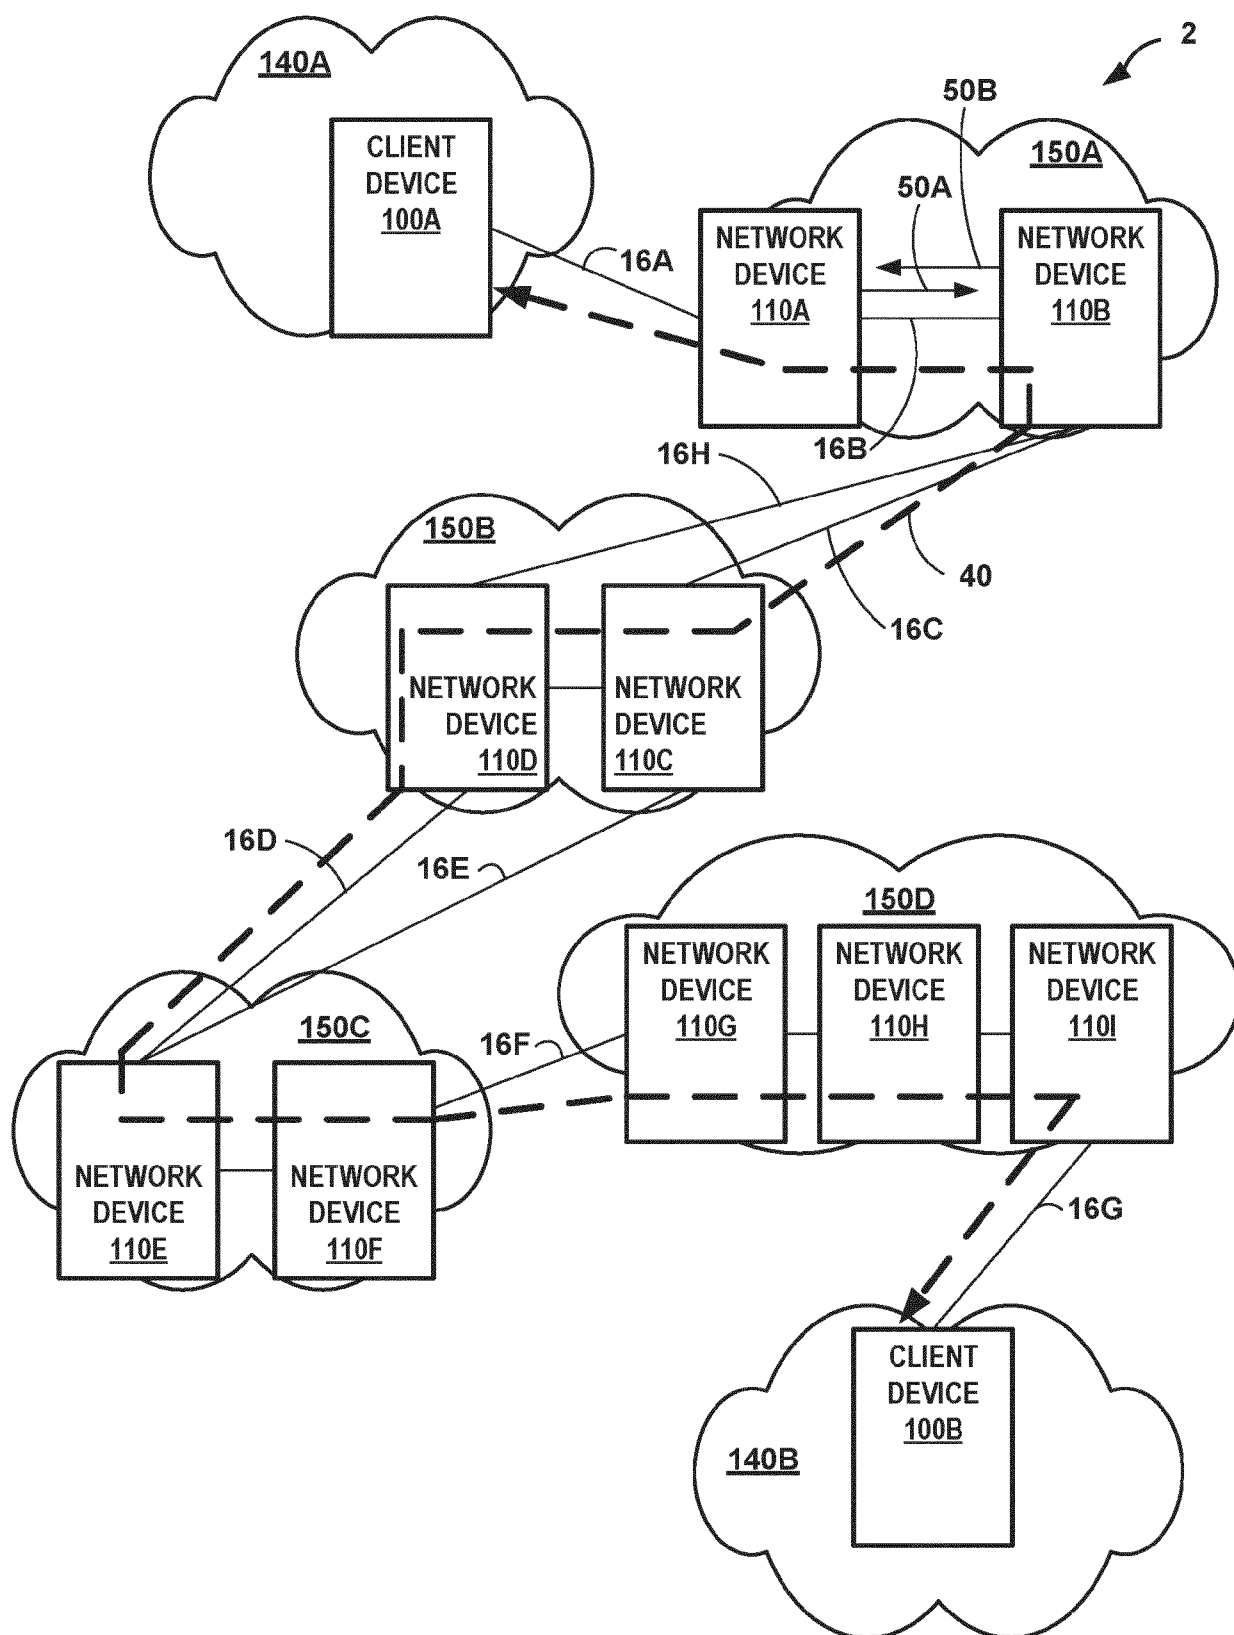 2
140A
CLIENT
DEVICE
100A
50B
150A
50A
16A
NETWORK
DEVICE
110A
NETWORK
DEVICE
110B
16H
16B
150B
40
16C
NETWORK
DEVICE
110D
NETWORK
DEVICE
110C
16D
16E
150D
NETWORK
DEVICE
110G
NETWORK
DEVICE
110H
NETWORK
DEVICE
110I
150C
16F
NETWORK
DEVICE
110E
NETWORK
DEVICE
110F
16G
CLIENT
DEVICE
100B
140B